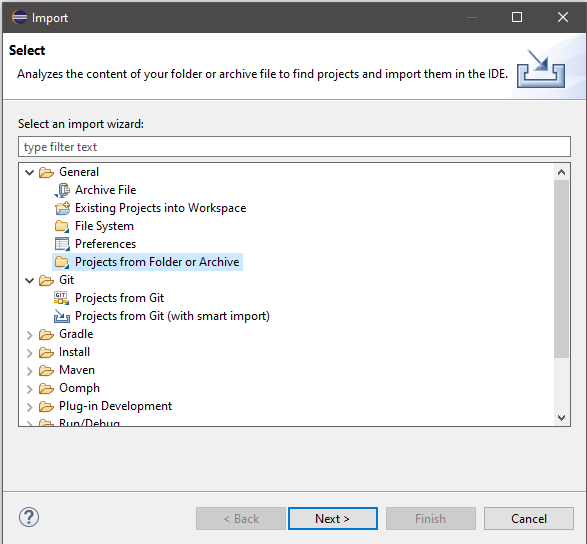 Import
Select
Analyzes the content of your folder or archive file to find projects and import them in the IDE.
Select an import wizard:
type filter text
General
Archive File
Existing Projects into Workspace
File System
Preferences
Projects from Folder or Archive
Git
GIT
Projects from Git
Projects from Git (with smart import)
Gradle
Install
Maven
Oomph
Plug-in Development
Run/Debug
?
< Back
Next >
Finish
Cancel